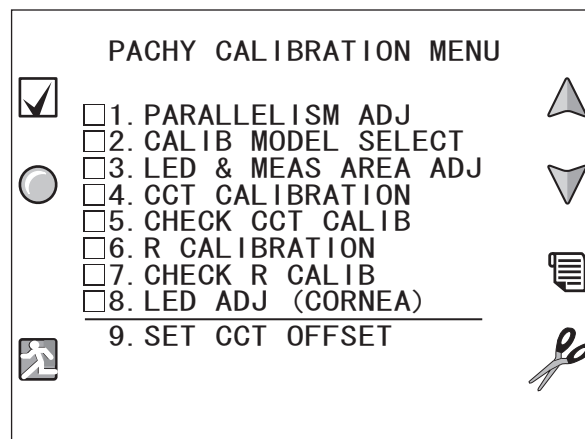 PACHY CALIBRATION MENU
1. PARALLELISM ADJ
2. CALIB MODEL SELECT
3. LED & MEAS AREA ADJ
4. CCT CALIBRATION
5. CHECK CCT CALIB
6. R CALIBRATION
7. CHECK R CALIB
8. LED ADJ (CORNEA)
9. SET CCT OFFSET